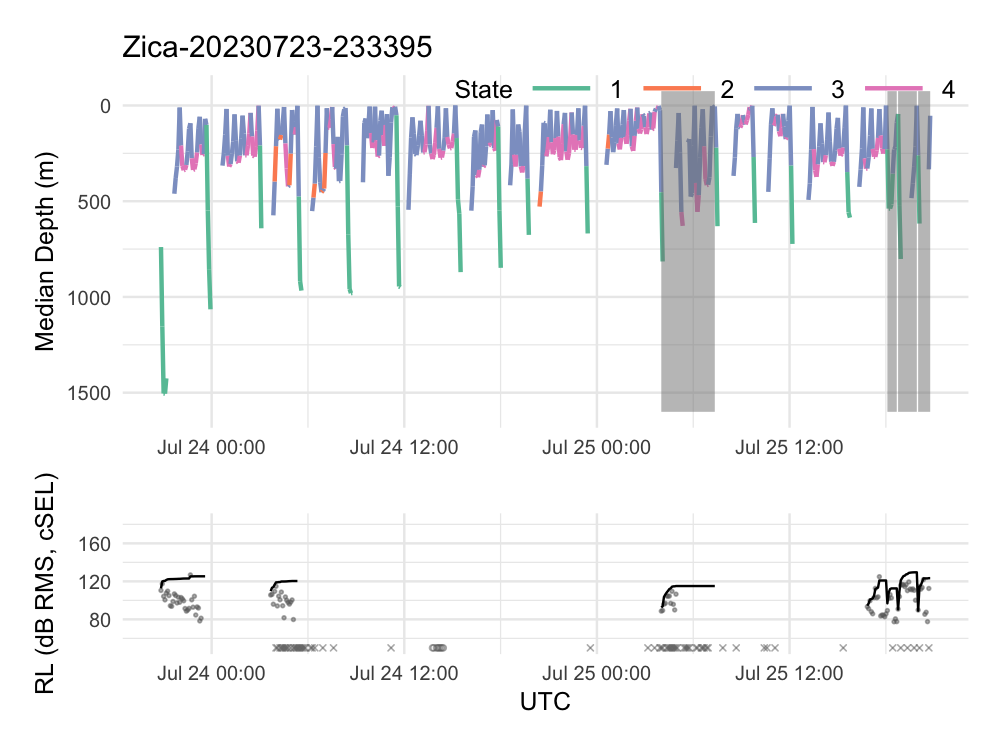 Zica-20230723-233395
State 1 2 3 4
Median Depth (m)
0
500
1000
1500
Jul 24 00:00 Jul 24 12:00 Jul 25 00:00 Jul 25 12:00
RL (dB RMS, cSEL)
160
120
80
Jul 24 00:00 Jul 24 12:00 Jul 25 00:00 Jul 25 12:00
UTC